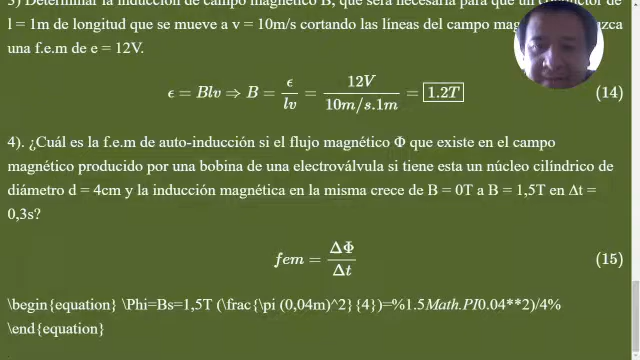 3) Determinar la inducción de campo magnético B, que será necesaria para que un conductor de
l = 1m de longitud que se mueve a v = 10m/s cortando las líneas del campo mag
una f.e.m de e = 12V.
ϵ = Blv ⇒ B = ϵ/lv = 12V/10m/s.1m = 1.2T (14)
4). ¿Cuál es la f.e.m de auto-inducción si el flujo magnético Φ que existe en el campo
magnético producido por una bobina de una electroválvula si tiene esta un núcleo cilíndrico de
diámetro d = 4cm y la inducción magnética en la misma crece de B = 0T a B = 1,5T en Δt =
0,3s?
fem = ΔΦ/Δt (15)
\begin{equation} \Phi=Bs=1,5T (\frac{\pi (0,04m)^2}{4})=%1.5Math.PI0.04**2)/4%
\end{equation}